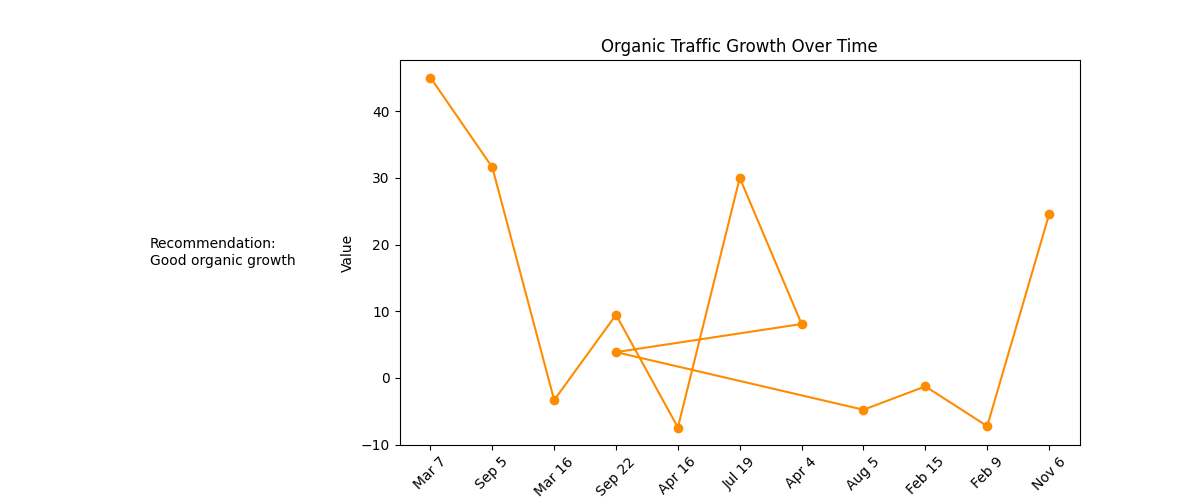 Organic Traffic Growth Over Time
Recommendation:
Good organic growth
Value
40
30
20
10
0
−10
Mar 7
Sep 5
Mar 16
Sep 22
Apr 16
Jul 19
Apr 4
Aug 5
Feb 15
Feb 9
Nov 6